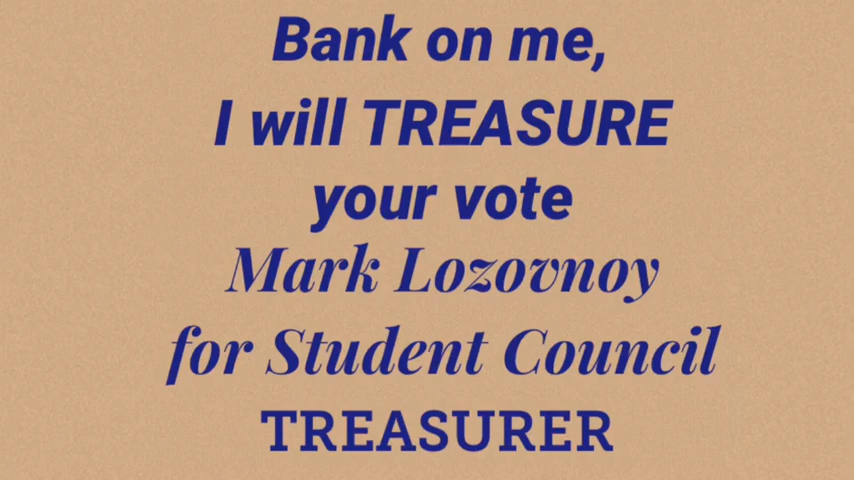 Bank on me,
I will TREASURE
your vote
Mark Lozovnoy
for Student Council
TREASURER